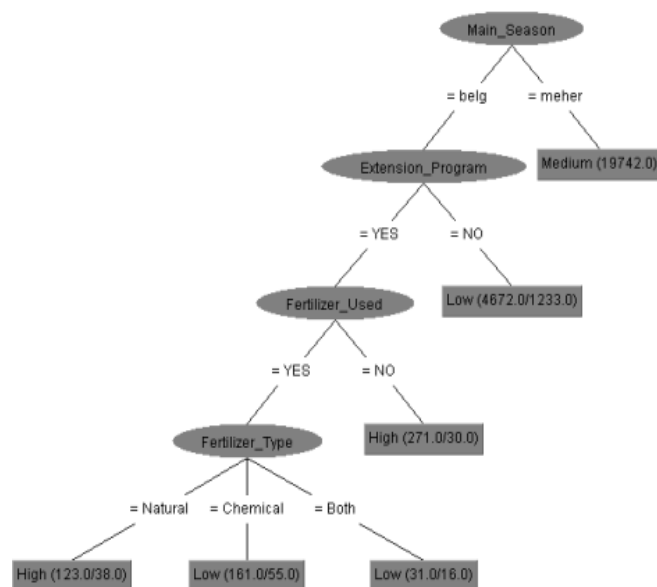 Main_Season
= belg
= meher
Extension_Program
Medium (19742.0)
= YES
= NO
Fertilizer_Used
Low (4672.0/1233.0)
= YES
= NO
Fertilizer_Type
High (271.0/30.0)
= Natural
= Chemical
= Both
High (123.0/38.0)
Low (161.0/55.0)
Low (31.0/16.0)